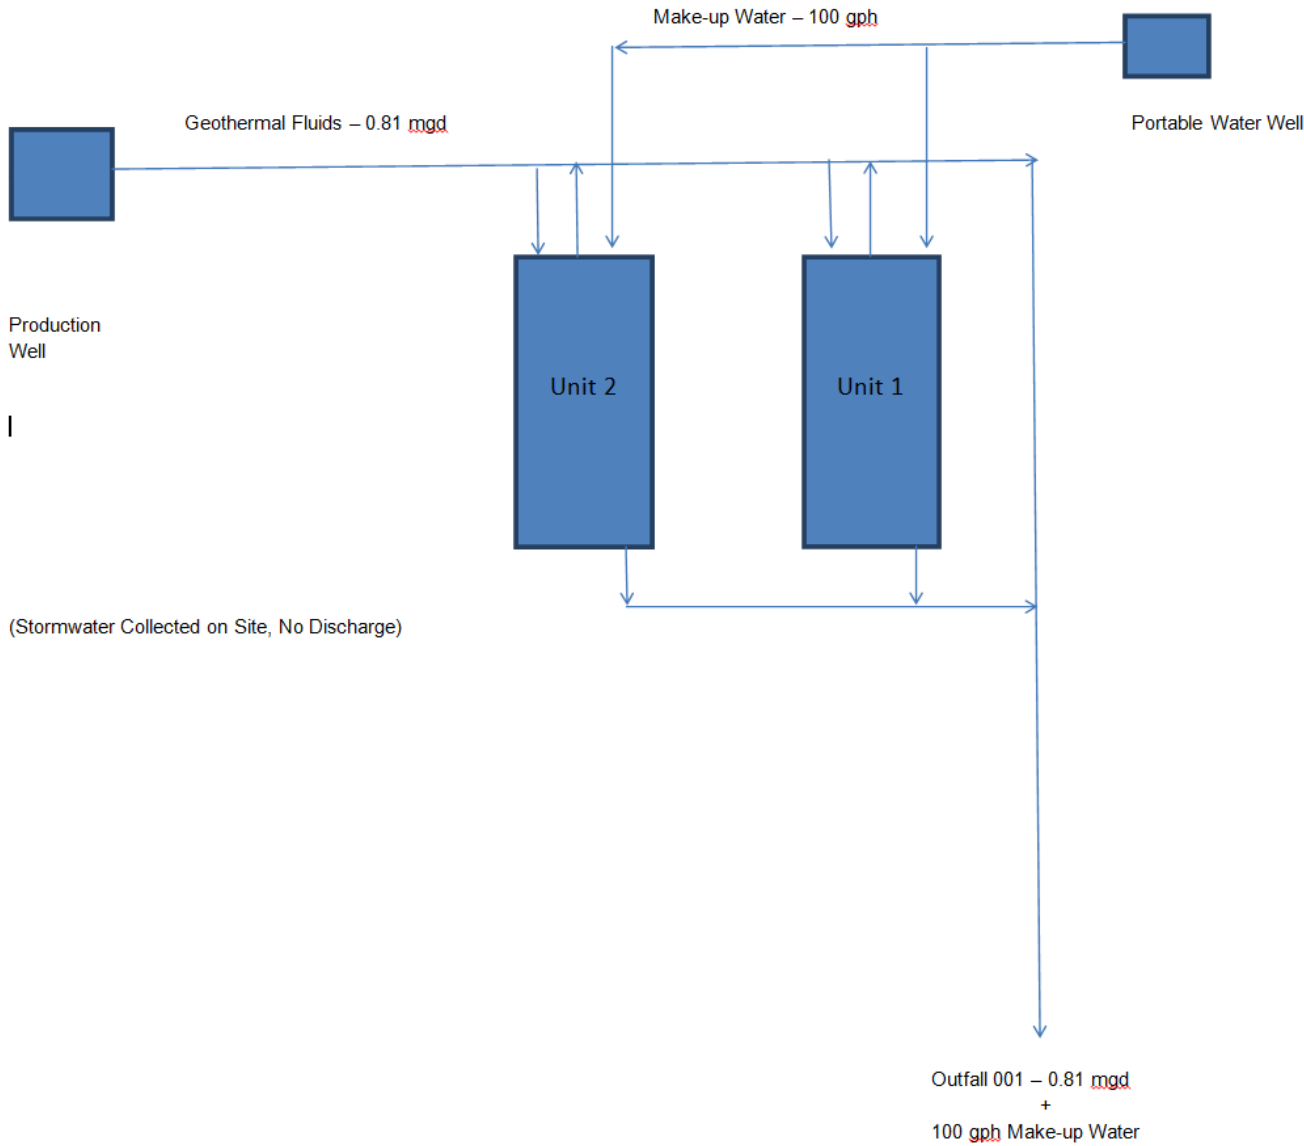 Make-up Water – 100 gph
Geothermal Fluids – 0.81 mgd
Portable Water Well
Production
Well
Unit 2
Unit 1
(Stormwater Collected on Site, No Discharge)
Outfall 001 – 0.81 mgd
+
100 gph Make-up Water